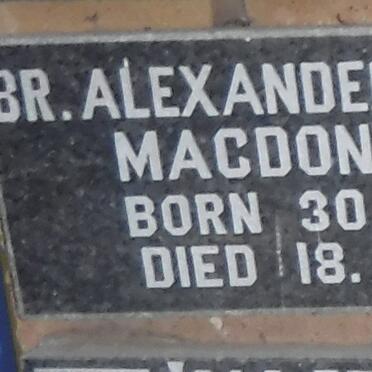 BR. ALEXANDE
MACDON
BORN 30
DIED 18.